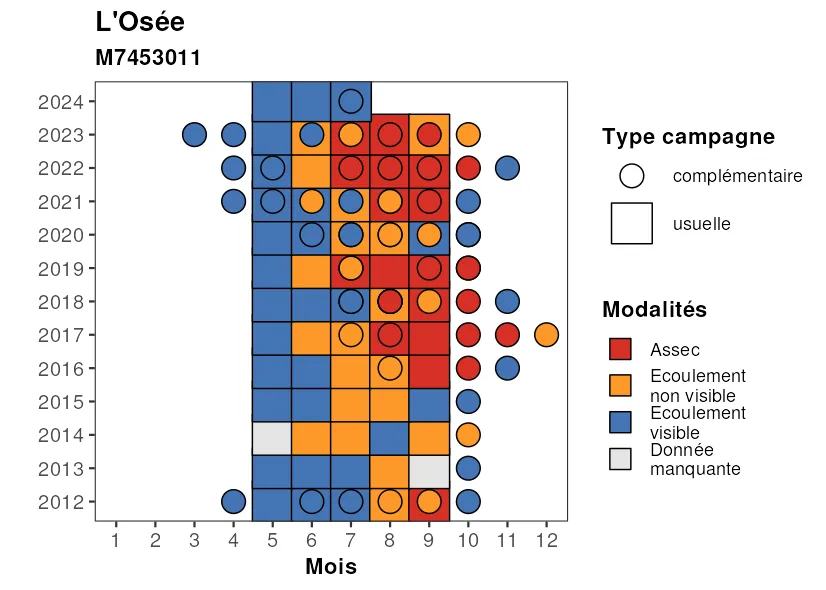 L'Osée
M7453011
2024
2023
2022
2021
2020
2019
2018
2017
2016
2015
2014
2013
2012
1 2 3 4 5 6 7 8 9 10 11 12
Mois
Type campagne
complémentaire
usuelle
Modalités
Assec
Ecoulement
non visible
Ecoulement
visible
Donnée
manquante